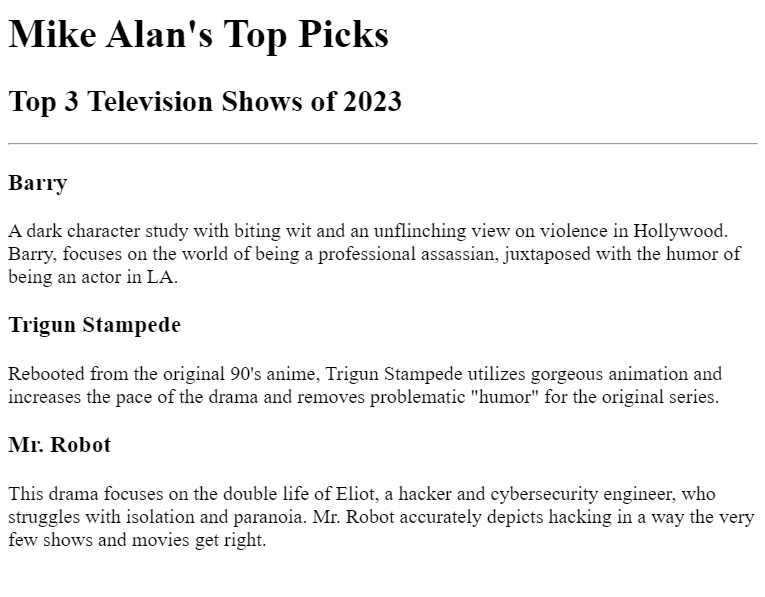 Mike Alan's Top Picks
Top 3 Television Shows of 2023
Barry
A dark character study with biting wit and an unflinching view on violence in Hollywood.
Barry, focuses on the world of being a professional assassian, juxtaposed with the humor of
being an actor in LA.
Trigun Stampede
Rebooted from the original 90's anime, Trigun Stampede utilizes gorgeous animation and
increases the pace of the drama and removes problematic "humor" for the original series.
Mr. Robot
This drama focuses on the double life of Eliot, a hacker and cybersecurity engineer, who
struggles with isolation and paranoia. Mr. Robot accurately depicts hacking in a way the very
few shows and movies get right.